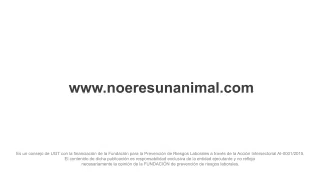 www.noeresunanimal.com
Es un consejo de UGT con la financiación de la Fundación para la Prevención de Riesgos Laborales a través de la Acción Intersectorial
El contenido de dicha publicación es responsabilidad exclusiva de la entidad ejecutante y no refleja
necesariamente la opinión de la FUNDACIÓN de prevención de riesgos laborales.